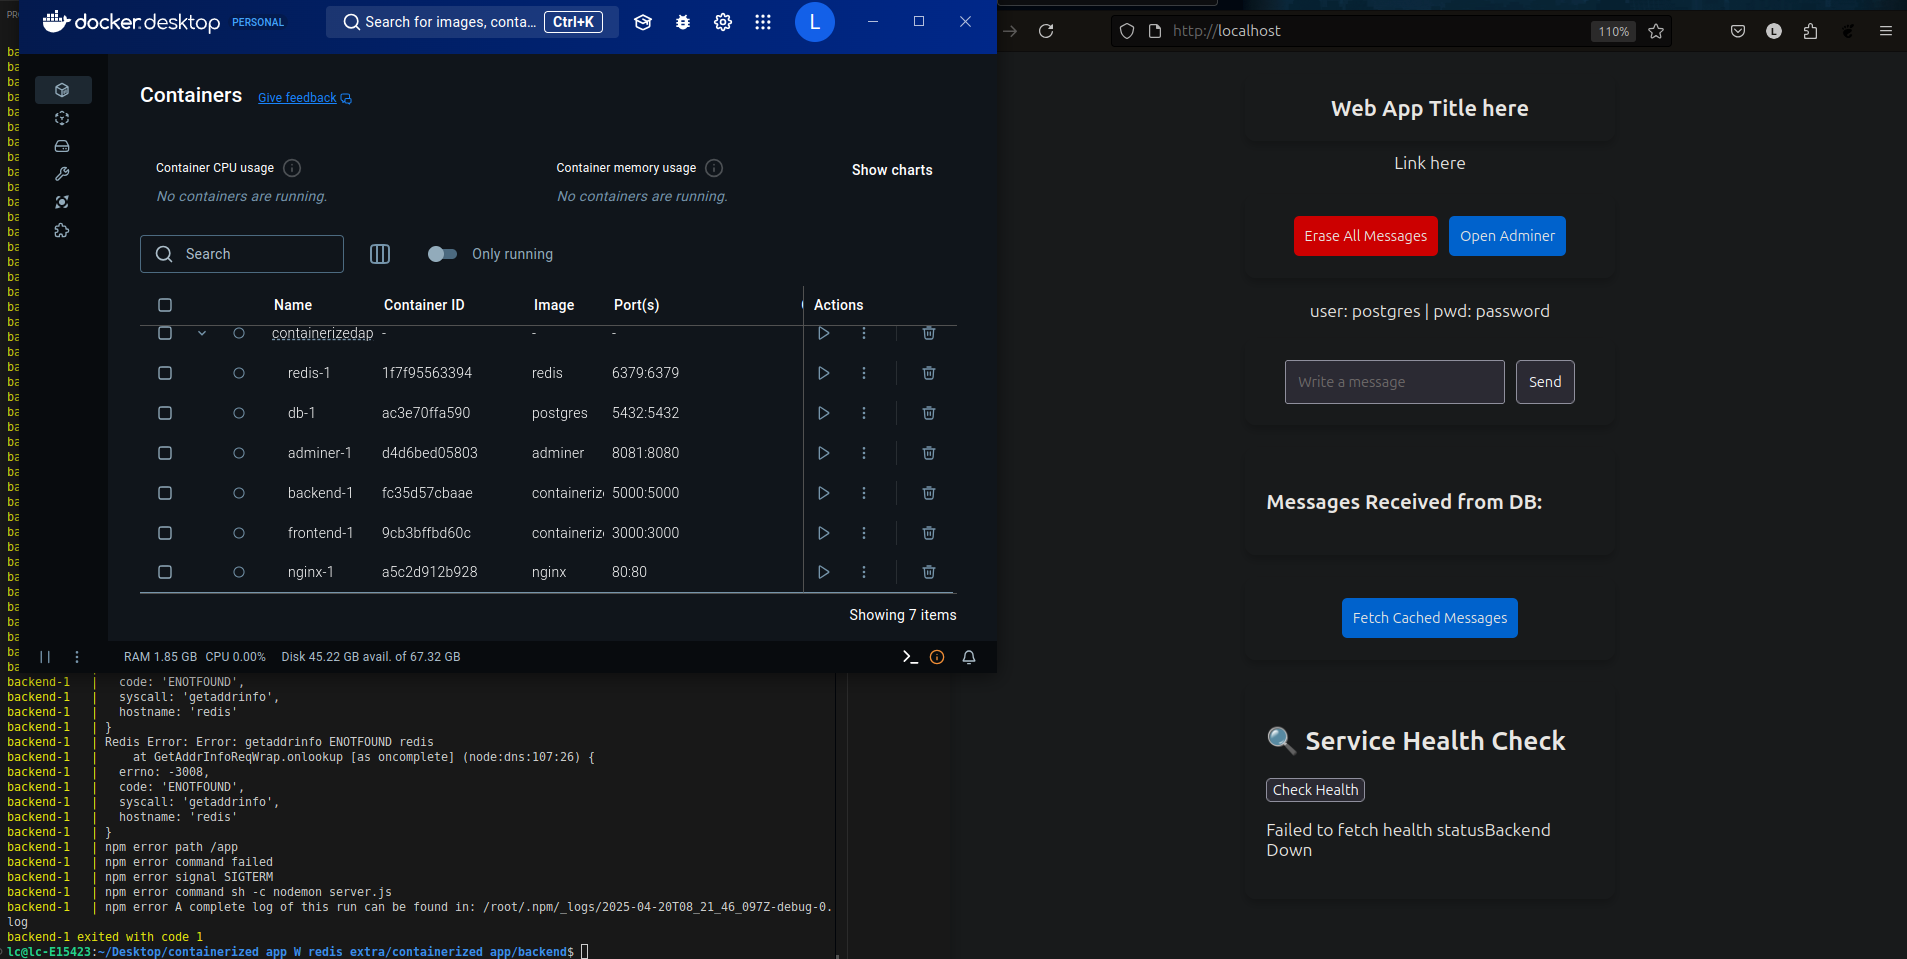 docker.desktop PERSONAL
Search for images, conta... Ctrl+K
L
Containers Give feedback
Container CPU usage
No containers are running.
Container memory usage
No containers are running.
Show charts
Search
Only running
Name Container ID Image Port(s) Actions
containerizedap - - -
redis-1 1f7f95563394 redis 6379:6379
db-1 ac3e70ffa590 postgres 5432:5432
adminer-1 d4d6bed05803 adminer 8081:8080
backend-1 fc35d57cbaae containeriz 5000:5000
frontend-1 9cb3bffbd60c containeriz 3000:3000
nginx-1 a5c2d912b928 nginx 80:80
Showing 7 items
RAM 1.85 GB CPU 0.00% Disk 45.22 GB avail. of 67.32 GB
backend-1 | code: 'ENOTFOUND',
backend-1 | syscall: 'getaddrinfo',
backend-1 | hostname: 'redis'
backend-1 | }
backend-1 | Redis Error: Error: getaddrinfo ENOTFOUND redis
backend-1 | at GetAddrInfoReqWrap.onlookup [as oncomplete] (node:dns:107:26) {
backend-1 | errno: -3008,
backend-1 | code: 'ENOTFOUND',
backend-1 | syscall: 'getaddrinfo',
backend-1 | hostname: 'redis'
backend-1 | }
backend-1 | npm error path /app
backend-1 | npm error command failed
backend-1 | npm error signal SIGTERM
backend-1 | npm error command sh -c nodemon server.js
backend-1 | npm error A complete log of this run can be found in: /root/.npm/_logs/2025-04-20T08_21_46_097Z-debug-0.
log
backend-1 exited with code 1
lc@lc-E15423:~/Desktop/containerized app W redis extra/containerized app/backend$
http://localhost
110%
L
Web App Title here
Link here
Erase All Messages
Open Adminer
user: postgres | pwd: password
Write a message
Send
Messages Received from DB:
Fetch Cached Messages
🔍 Service Health Check
Check Health
Failed to fetch health statusBackend
Down